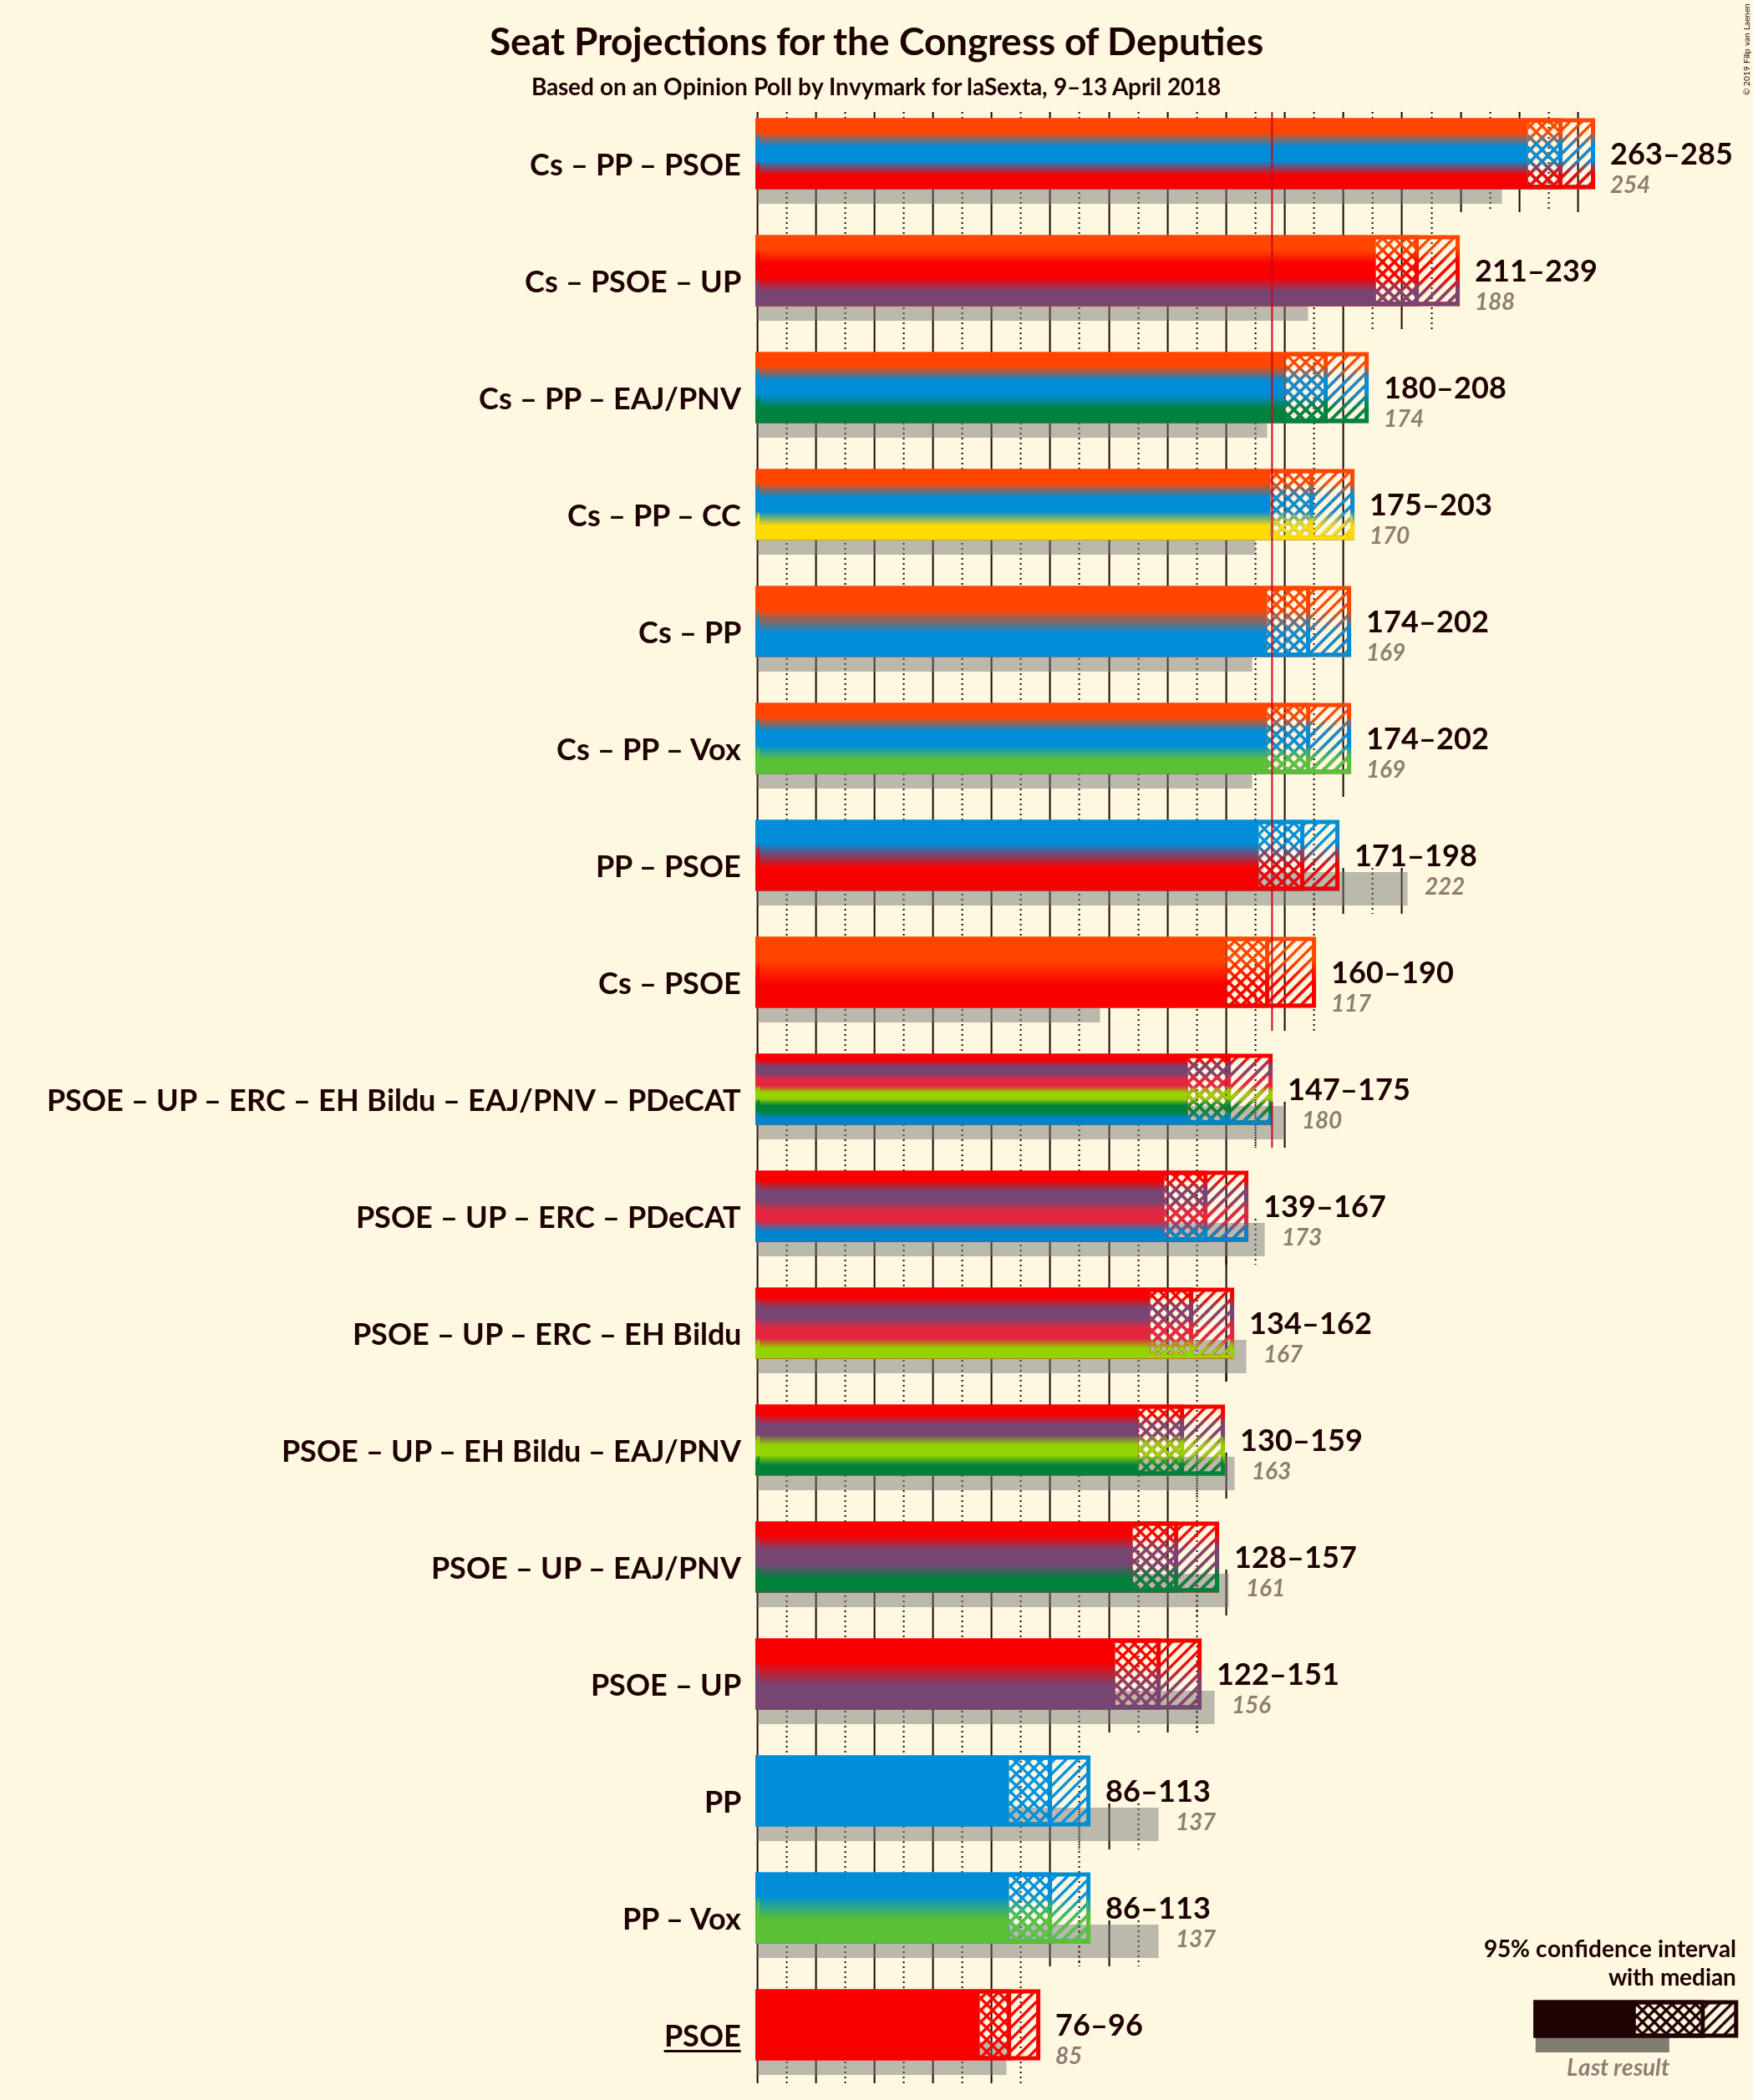 Seat Projections for the Congress of Deputies
Based on an Opinion Poll by Invymark for laSexta, 9–13 April 2018
© 2019 Filip van Laenen
Cs – PP – PSOE
263–285
254
Cs – PSOE – UP
211–239
188
Cs – PP – EAJ/PNV
180–208
174
Cs – PP – CC
175–203
170
Cs – PP
174–202
169
Cs – PP – Vox
174–202
169
PP – PSOE
171–198
222
Cs – PSOE
160–190
117
PSOE – UP – ERC – EH Bildu – EAJ/PNV – PDeCAT
147–175
180
PSOE – UP – ERC – PDeCAT
139–167
173
PSOE – UP – ERC – EH Bildu
134–162
167
PSOE – UP – EH Bildu – EAJ/PNV
130–159
163
PSOE – UP – EAJ/PNV
128–157
161
PSOE – UP
122–151
156
PP
86–113
137
PP – Vox
86–113
137
PSOE
76–96
85
95% confidence interval
with median
Last result